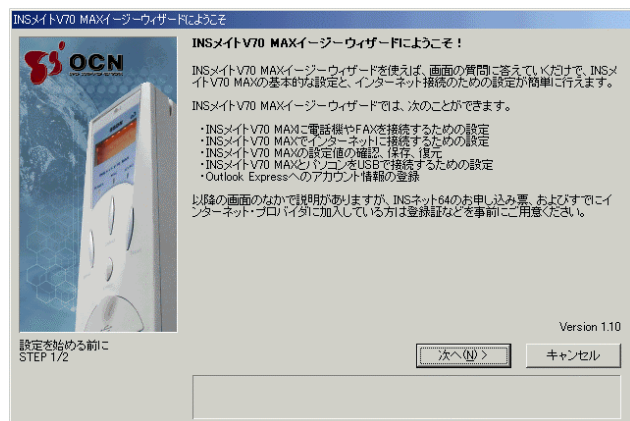 INSメイトV70 MAXイージーウィザードにようこそ
OCN
OPEN COMPUTER NETWORK
INSメイトV70 MAXイージーウィザードにようこそ!
INSメイトV70 MAXイージーウィザードを使えば、画面の質問に答えていくだけで、INSメ
イトV70 MAXの基本的な設定と、インターネット接続のための設定が簡単に行えます。
INSメイトV70 MAXイージーウィザードでは、次のことができます。
・INSメイトV70 MAXに電話機やFAXを接続するための設定
・INSメイトV70 MAXでインターネットに接続するための設定
・INSメイトV70 MAXの設定値の確認、保存、復元
・INSメイトV70 MAXとパソコンをUSBで接続するための設定
・Outlook Expressへのアカウント情報の登録
以降の画面のなかで説明がありますが、INSネット64のお申し込み票、およびすでにイ
ンターネット・プロバイダに加入している方は登録証などを事前にご用意ください。
Version 1.10
設定を始める前に
STEP 1/2
次へ(N) >
キャンセル